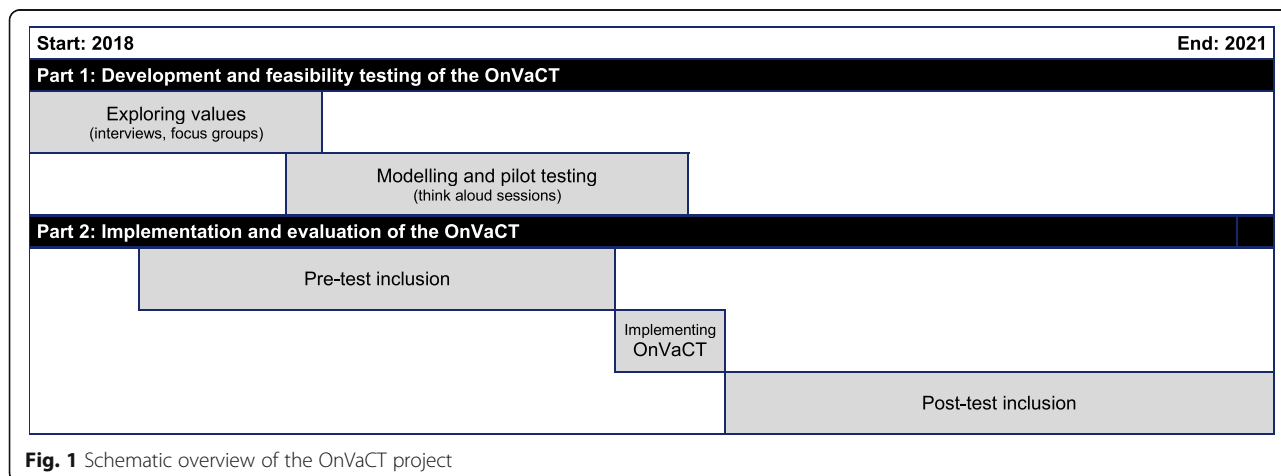 Start: 2018 End: 2021
Part 1: Development and feasibility testing of the OnVaCT
Exploring values
(interviews, focus groups)
Modelling and pilot testing
(think aloud sessions)
Part 2: Implementation and evaluation of the OnVaCT
Pre-test inclusion
Implementing
OnVaCT
Post-test inclusion
Fig. 1 Schematic overview of the OnVaCT project